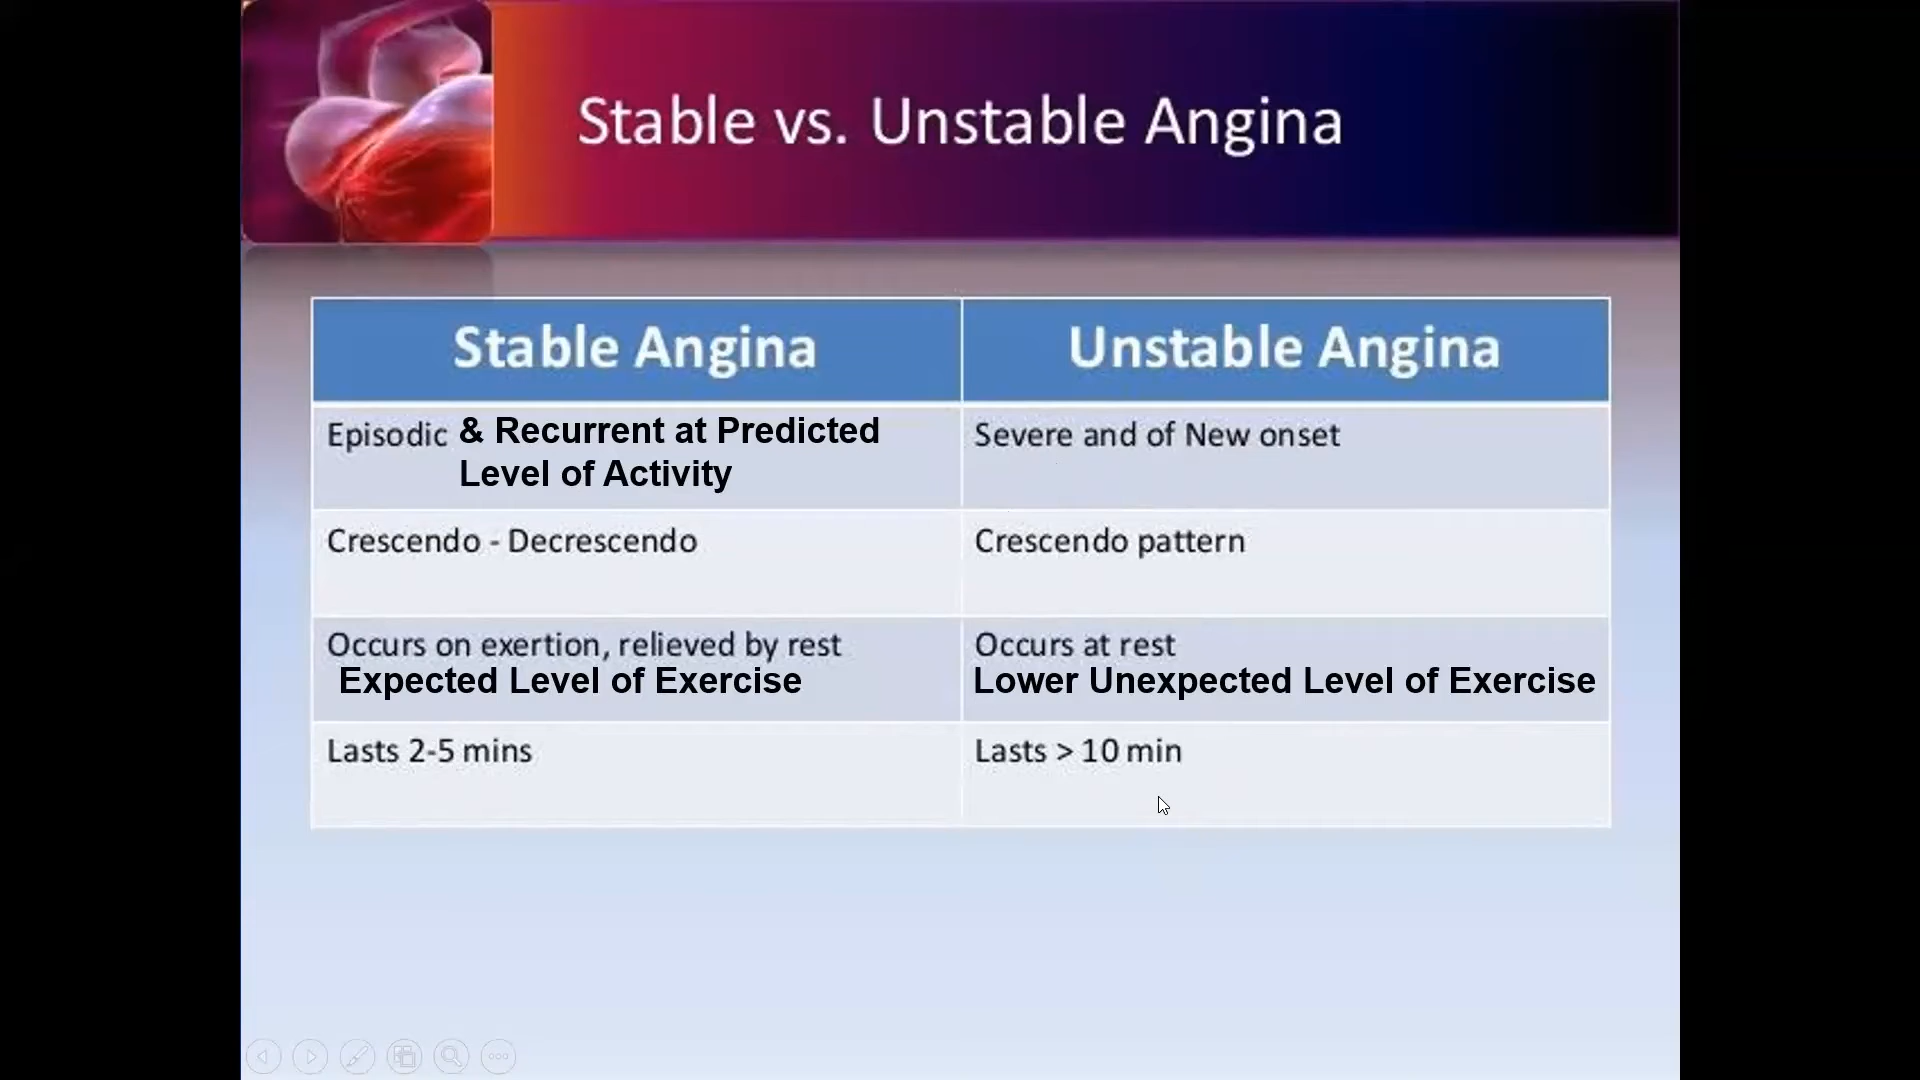 Stable vs. Unstable Angina
Stable Angina
Unstable Angina
Episodic & Recurrent at Predicted
Level of Activity
Severe and of New onset
Crescendo - Decrescendo
Crescendo pattern
Occurs on exertion, relieved by rest
Expected Level of Exercise
Occurs at rest
Lower Unexpected Level of Exercise
Lasts 2-5 mins
Lasts > 10 min